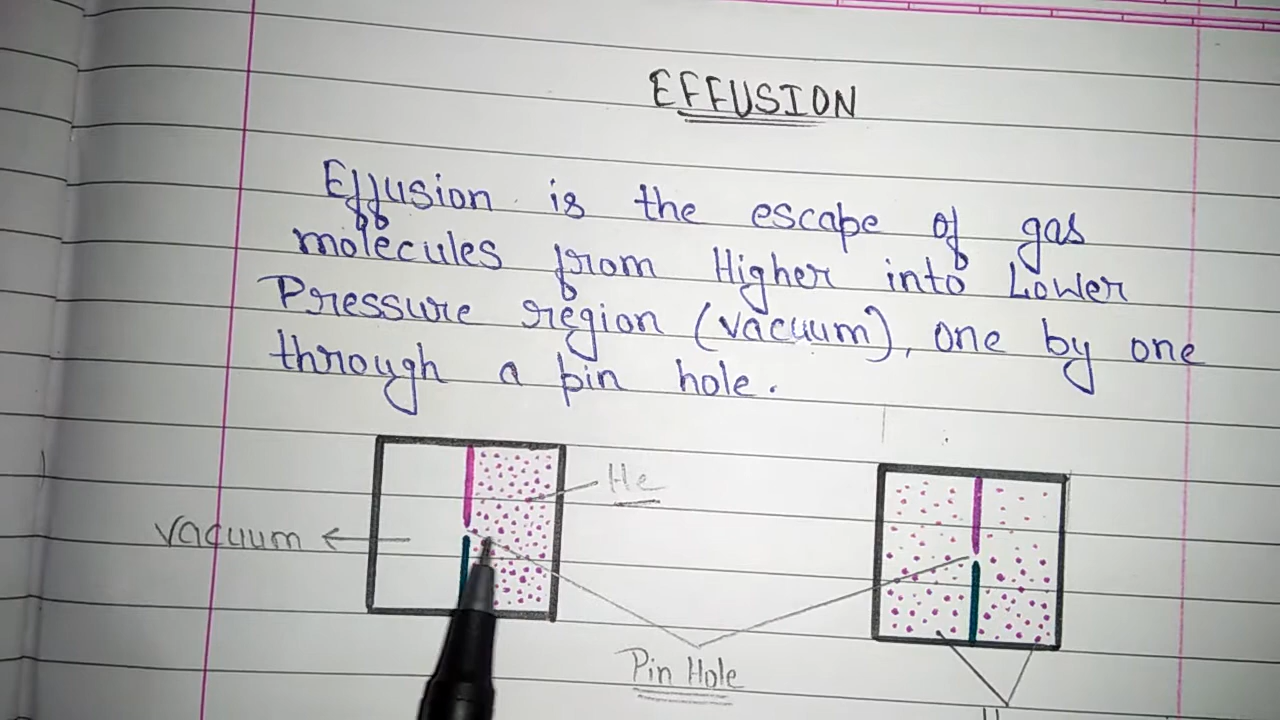 EFFUSION
Effusion is the escape of gas
molecules from Higher into Lower
Pressure region (vacuum), one by one
through a pin hole.
He
Vacuum
Pin Hole